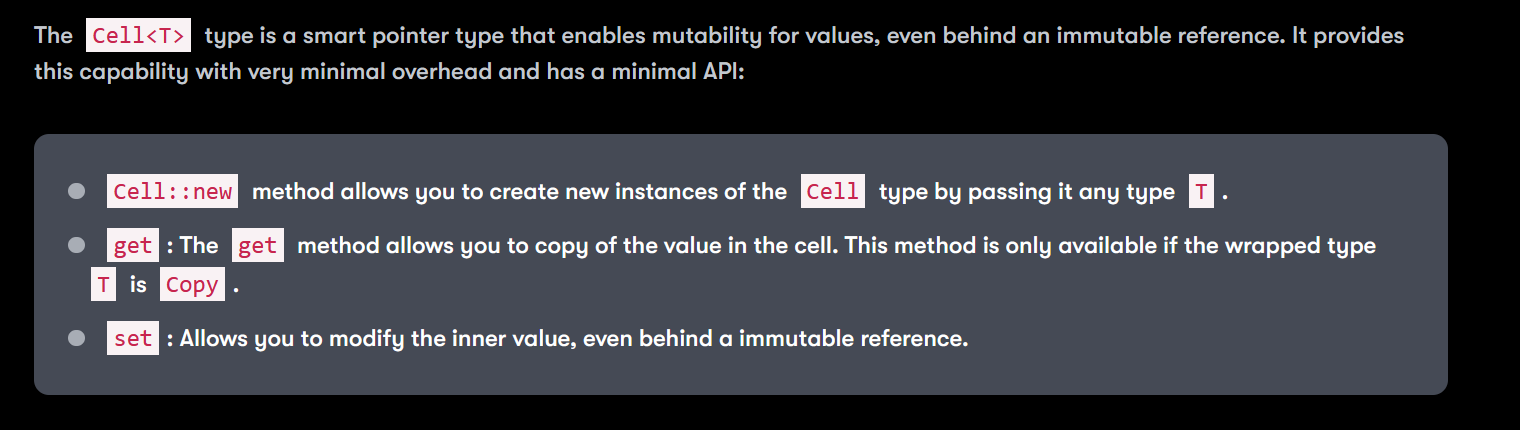 The Cell<T> type is a smart pointer type that enables mutability for values, even behind an immutable reference. It provides
this capability with very minimal overhead and has a minimal API:
Cell::new method allows you to create new instances of the Cell type by passing it any type T .
get : The get method allows you to copy of the value in the cell. This method is only available if the wrapped type
T is Copy .
set : Allows you to modify the inner value, even behind a immutable reference.